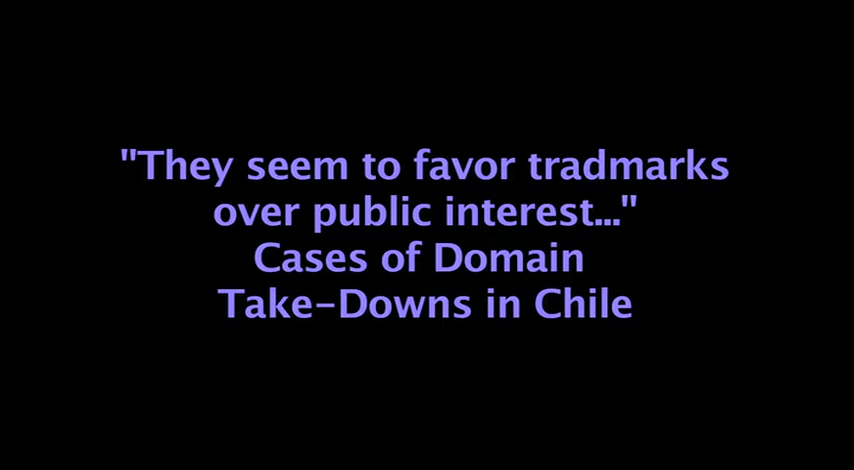 "They seem to favor tradmarks
over public interest..."
Cases of Domain
Take-Downs in Chile